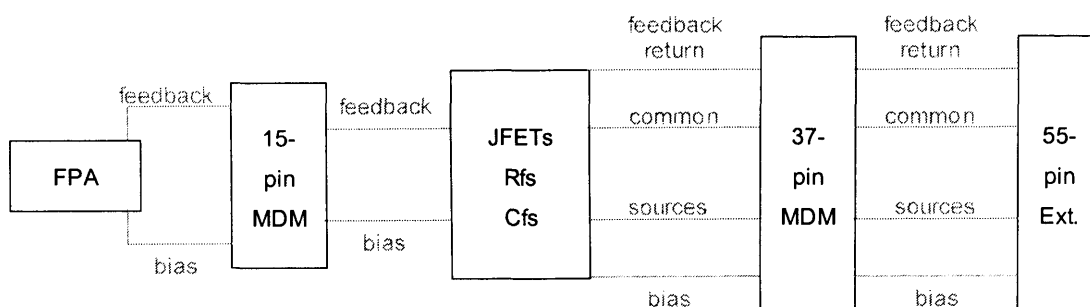 feedback
return
feedback
return
feedback
feedback
common
common
FPA
15-
pin
MDM
JFETs
Rfs
Cfs
37-
pin
MDM
55-
pin
Ext.
sources
sources
bias
bias
bias
bias